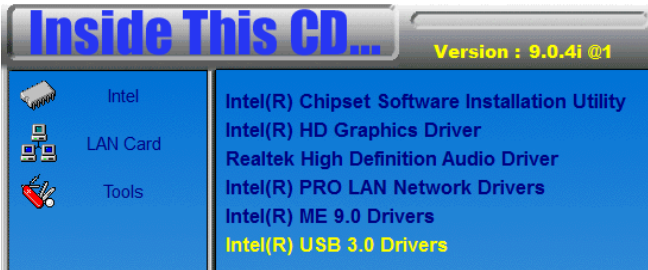 Inside This CD...
Version : 9.0.4i @1
Intel
LAN Card
Tools
Intel(R) Chipset Software Installation Utility
Intel(R) HD Graphics Driver
Realtek High Definition Audio Driver
Intel(R) PRO LAN Network Drivers
Intel(R) ME 9.0 Drivers
Intel(R) USB 3.0 Drivers